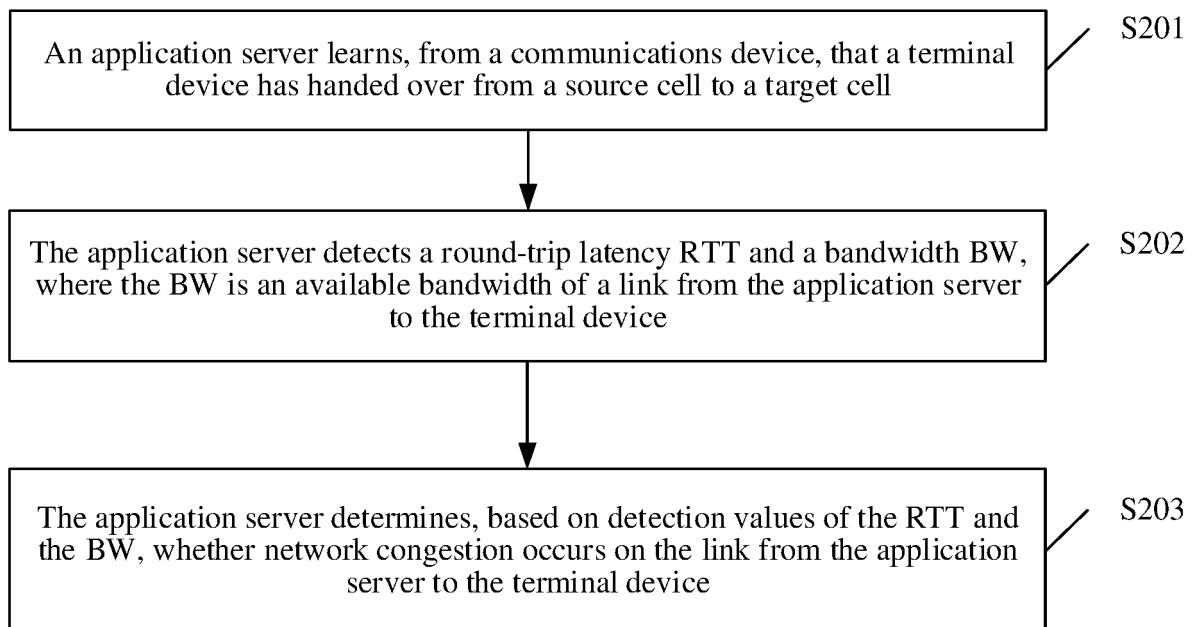 An application server learns, from a communications device, that a terminal
device has handed over from a source cell to a target cell
S201
The application server detects a round-trip latency RTT and a bandwidth BW,
where the BW is an available bandwidth of a link from the application server
to the terminal device
S202
The application server determines, based on detection values of the RTT and
the BW, whether network congestion occurs on the link from the application
server to the terminal device
S203